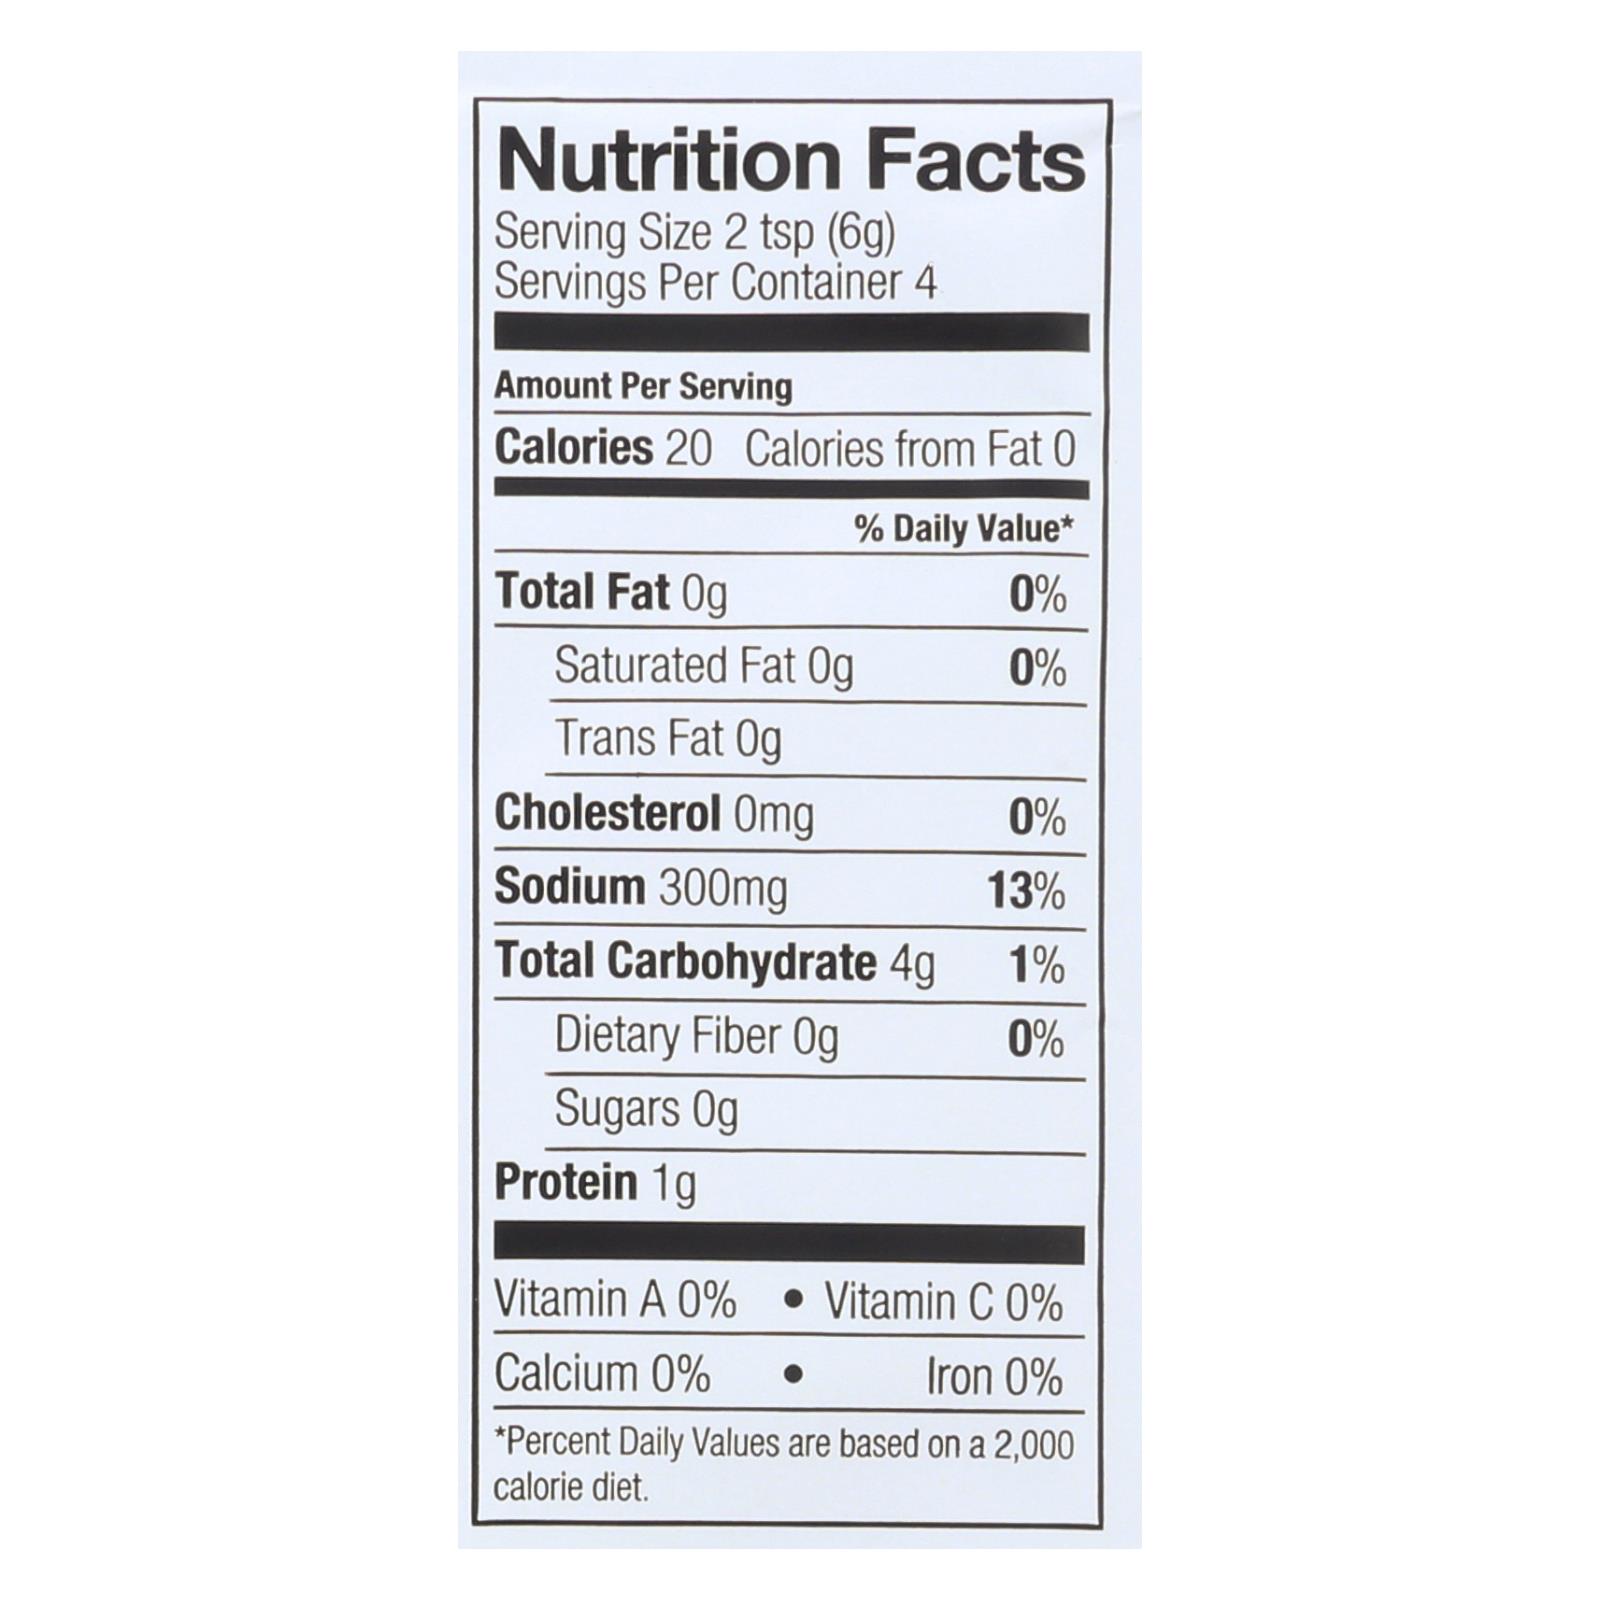 Nutrition Facts
Serving Size 2 tsp (6g)
Servings Per Container 4
Amount Per Serving
Calories 20 Calories from Fat 0
% Daily Value*
Total Fat 0g 0%
Saturated Fat 0g 0%
Trans Fat 0g
Cholesterol 0mg 0%
Sodium 300mg 13%
Total Carbohydrate 4g 1%
Dietary Fiber 0g 0%
Sugars 0g
Protein 1g
Vitamin A 0% • Vitamin C 0%
Calcium 0% • Iron 0%
*Percent Daily Values are based on a 2,000
calorie diet.